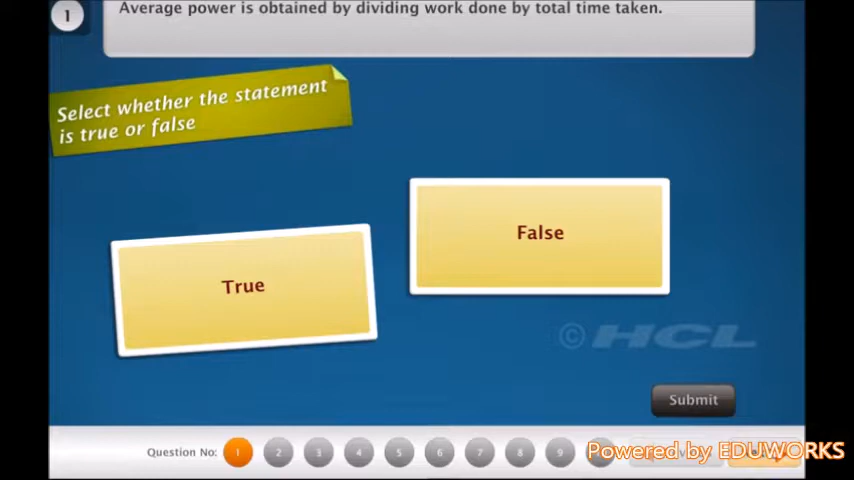 1
Average power is obtained by dividing work done by total time taken.
Select whether the statement
is true or false
False
True
© HCL
Submit
Question No: 1 2 3 4 5 6 7 8 9
Powered by EDUWORKS